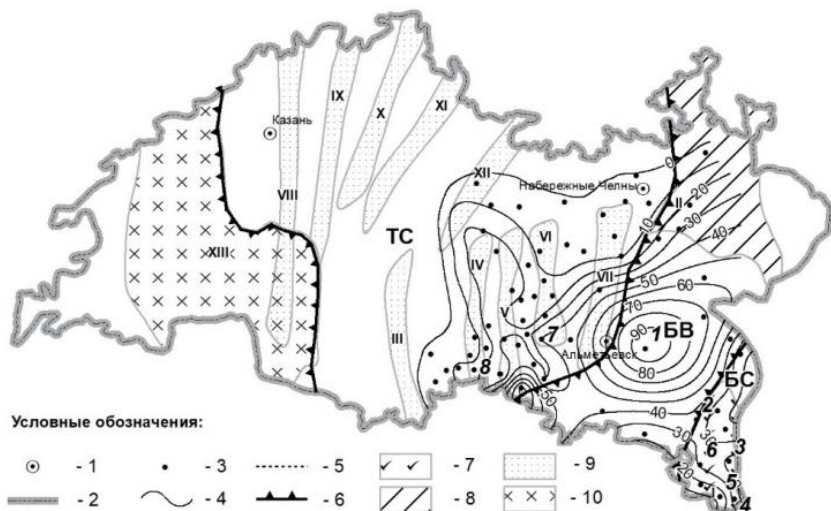 IX
XI
X
Казань
XII
Набережные Челны
0
II
20
VIII
10
30
ТС
VI
40
XIII
IV
VII
50
60
V
70
III
90
1
БВ
7
Альметьевск
8
80
БС
50
2
40
30
30
3
6
20
5
4
Условные обозначения:
- 1
- 3
- 5
- 7
- 9
- 2
- 4
- 6
- 8
- 10